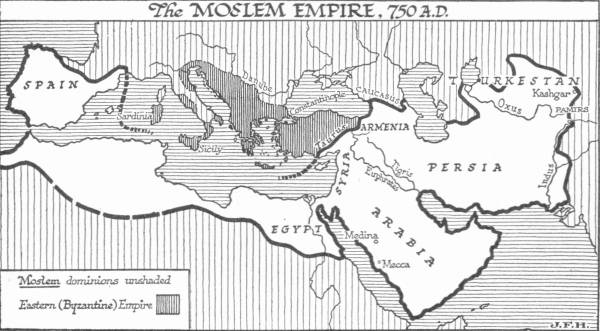 The MOSLEM EMPIRE, 750 A.D.
SPAIN
Sardinia
Sicily
Danube
Constantinople
CAUCASUS
Taurus
ARMENIA
TURKESTAN
Kashgar
Oxus
PAMIRS
PERSIA
Indus
Tigris
Euphrates
SYRIA
ARABIA
EGYPT
Medina
Mecca
Moslem dominions unshaded
Eastern (Byzantine) Empire
J.F.H.